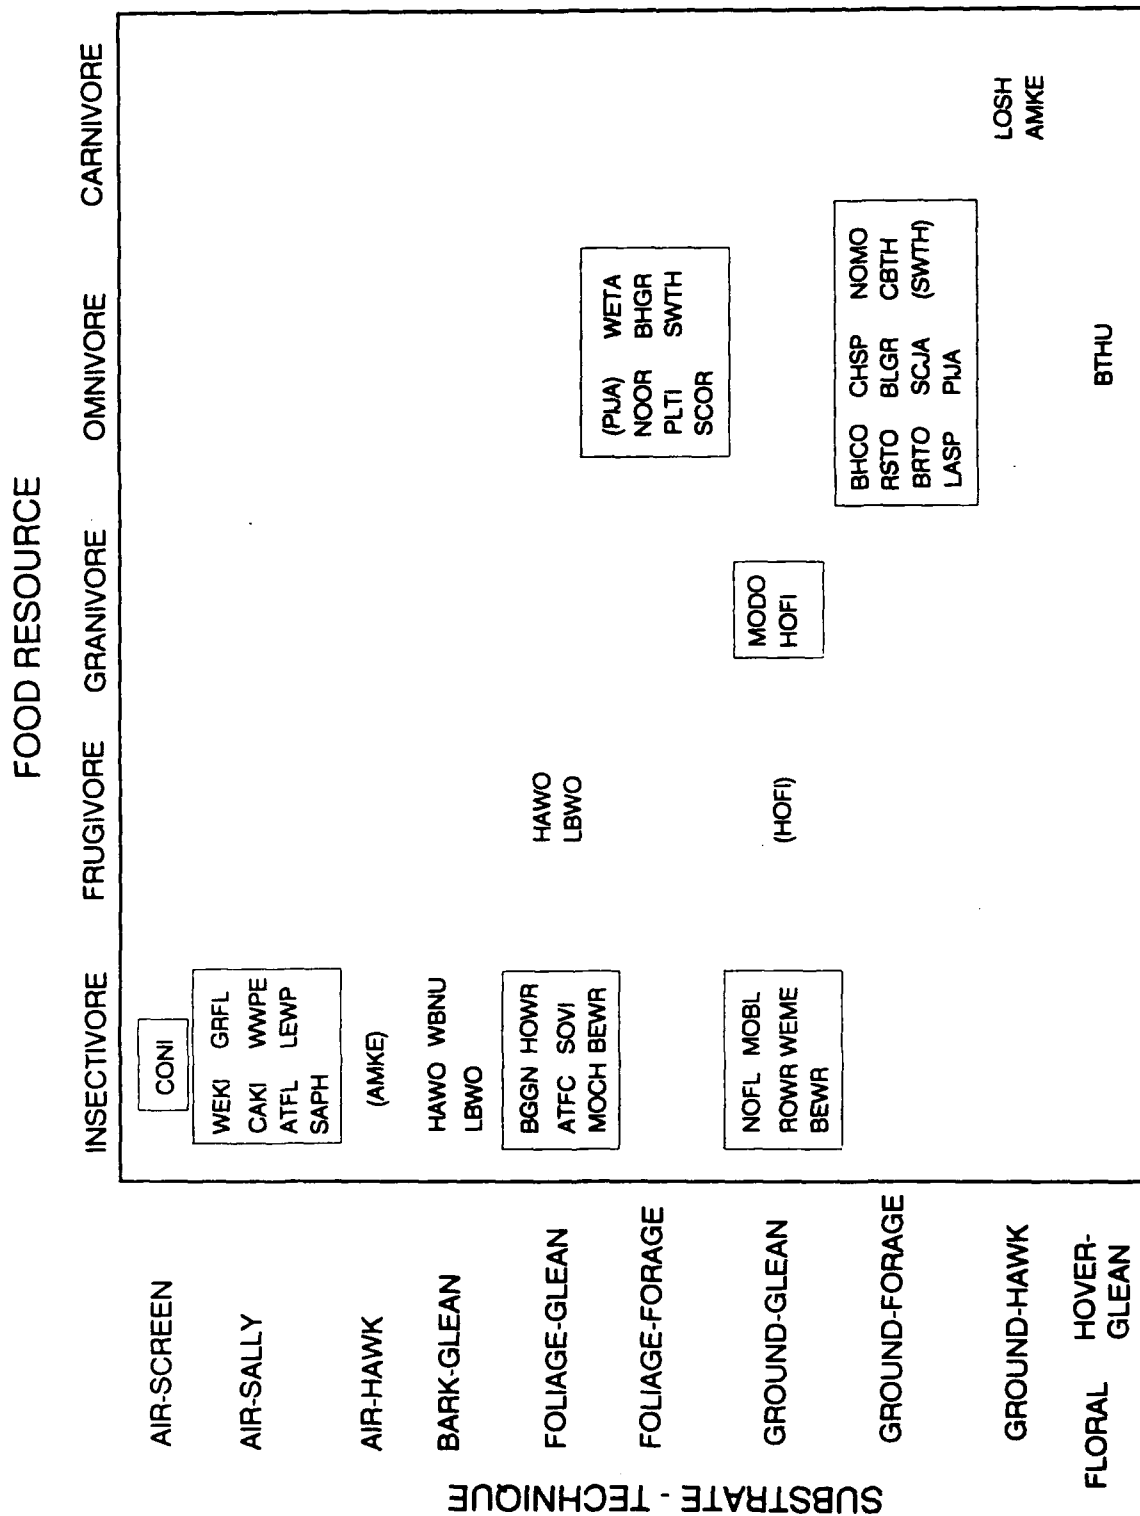 FOOD RESOURCE
INSECTIVORE FRUGIVORE GRANIVORE OMNIVORE CARNIVORE
SUBSTRATE - TECHNIQUE
AIR-SCREEN
CONI
AIR-SALLY
WEKI GRFL
CAKI WWPE
ATFL LEWP
SAPH
AIR-HAWK
(AMKE)
BARK-GLEAN
HAWO WBNU
LBWO
FOLIAGE-GLEAN
BGGN HOWR
ATFC SOVI
MOCH BEWR
HAWO
LBWO
FOLIAGE-FORAGE
(PIJA) WETA
NOOR BHGR
PLTI SWTH
SCOR
GROUND-GLEAN
NOFL MOBL
ROWR WEME
BEWR
(HOFI)
MODO
HOFI
GROUND-FORAGE
BHCO CHSP NOMO
RSTO BLGR CBTH
BRTO SCJA (SWTH)
LASP PIJA
GROUND-HAWK
LOSH
AMKE
FLORAL HOVER-
GLEAN
BTHU